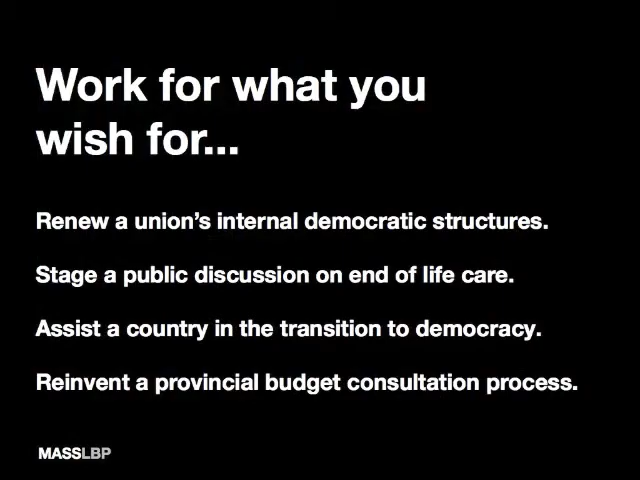 Work for what you
wish for...
Renew a union’s internal democratic structures.
Stage a public discussion on end of life care.
Assist a country in the transition to democracy.
Reinvent a provincial budget consultation process.
MASSLBP